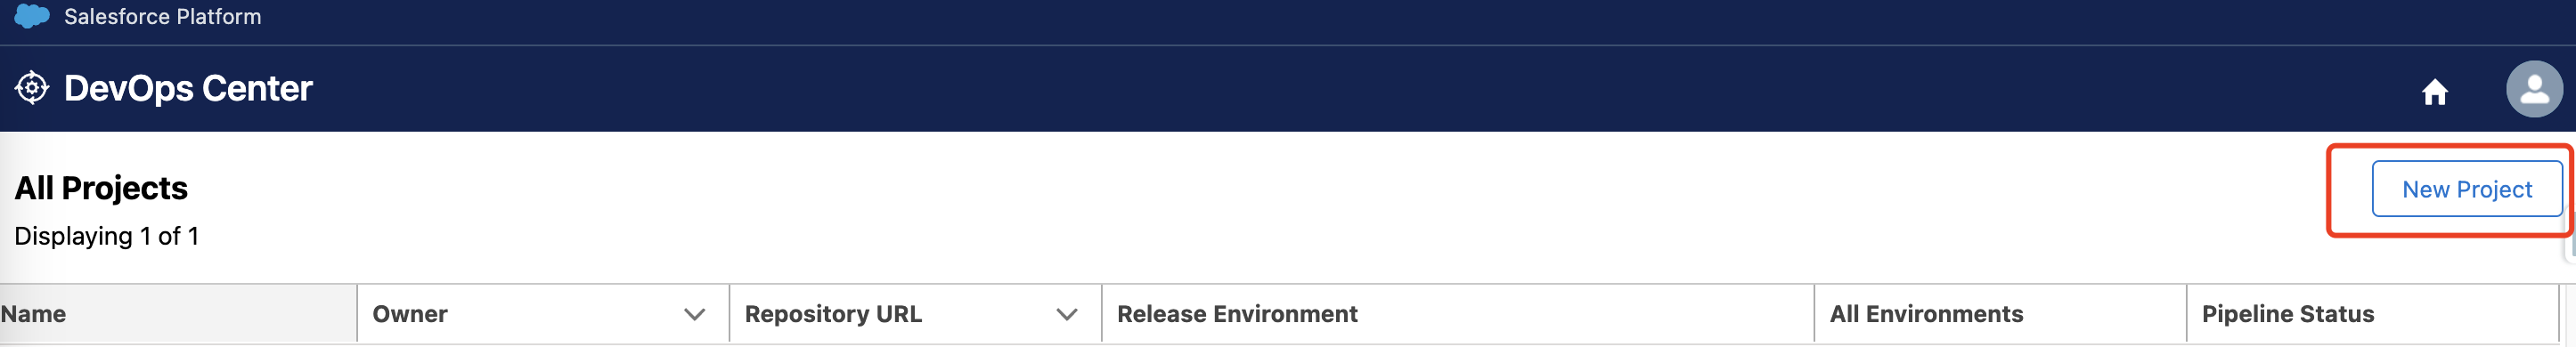 Salesforce Platform
DevOps Center
All Projects
New Project
Displaying 1 of 1
Name Owner Repository URL Release Environment All Environments Pipeline Status